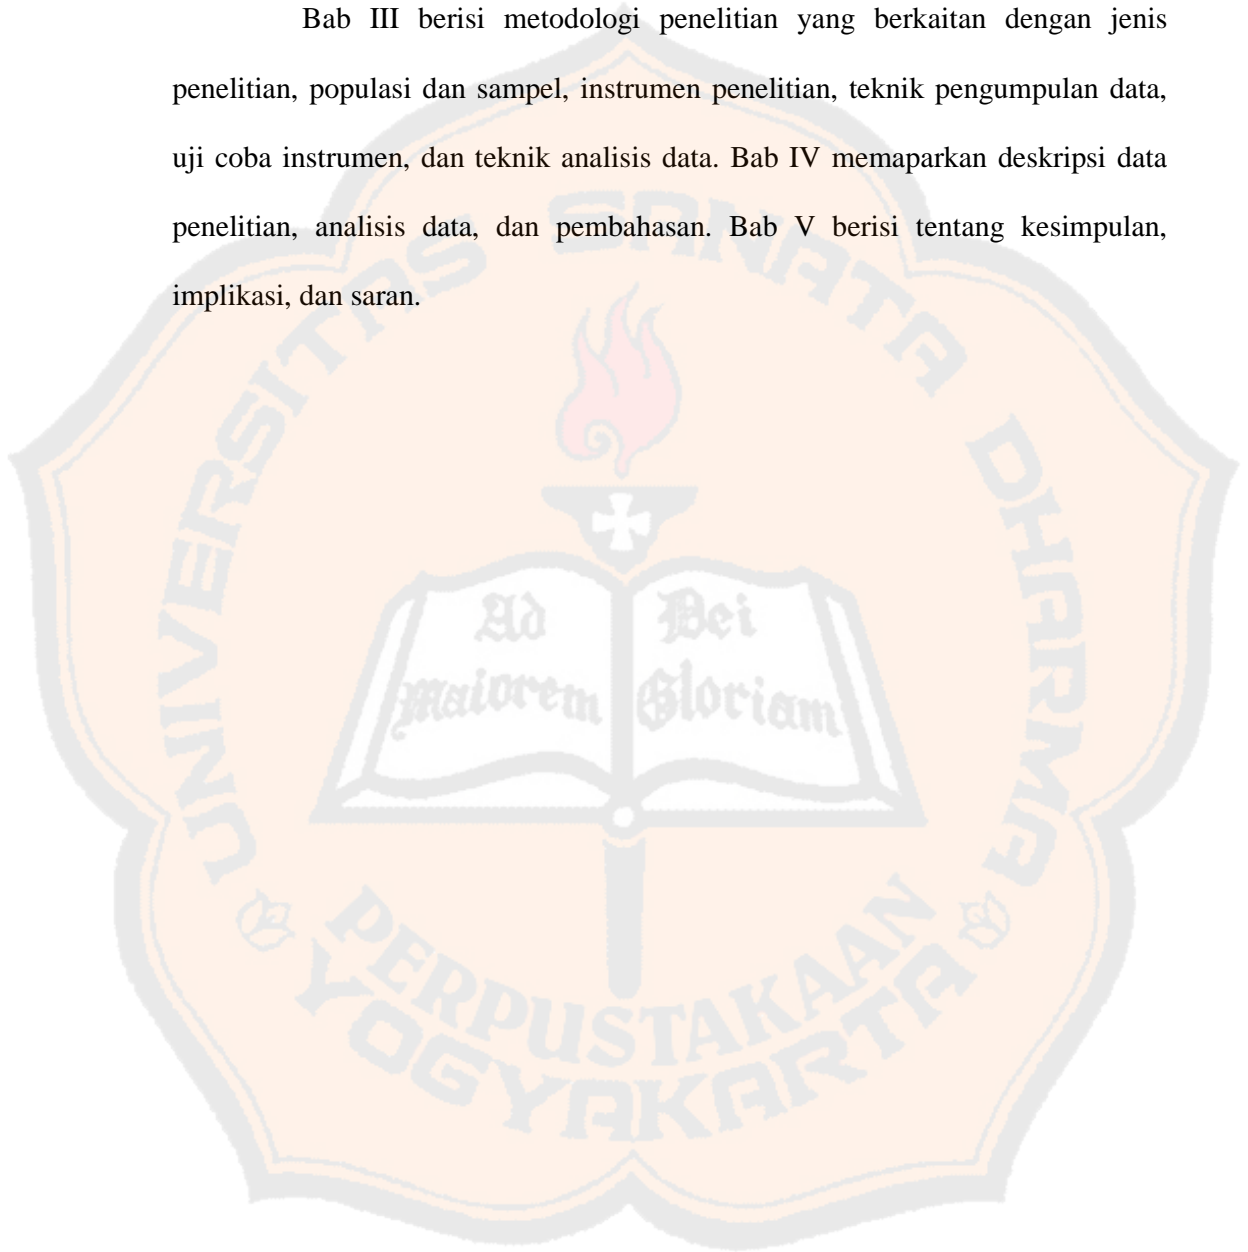 Bab III berisi metodologi penelitian yang berkaitan dengan jenis
penelitian, populasi dan sampel, instrumen penelitian, teknik pengumpulan data,
uji coba instrumen, dan teknik analisis data. Bab IV memaparkan deskripsi data
penelitian, analisis data, dan pembahasan. Bab V berisi tentang kesimpulan,
implikasi, dan saran.
UNIVERSITAS SANATA DHARMA
Ad Dei
Maiorem Gloriam
PERPUSTAKAAN
YOGYAKARTA